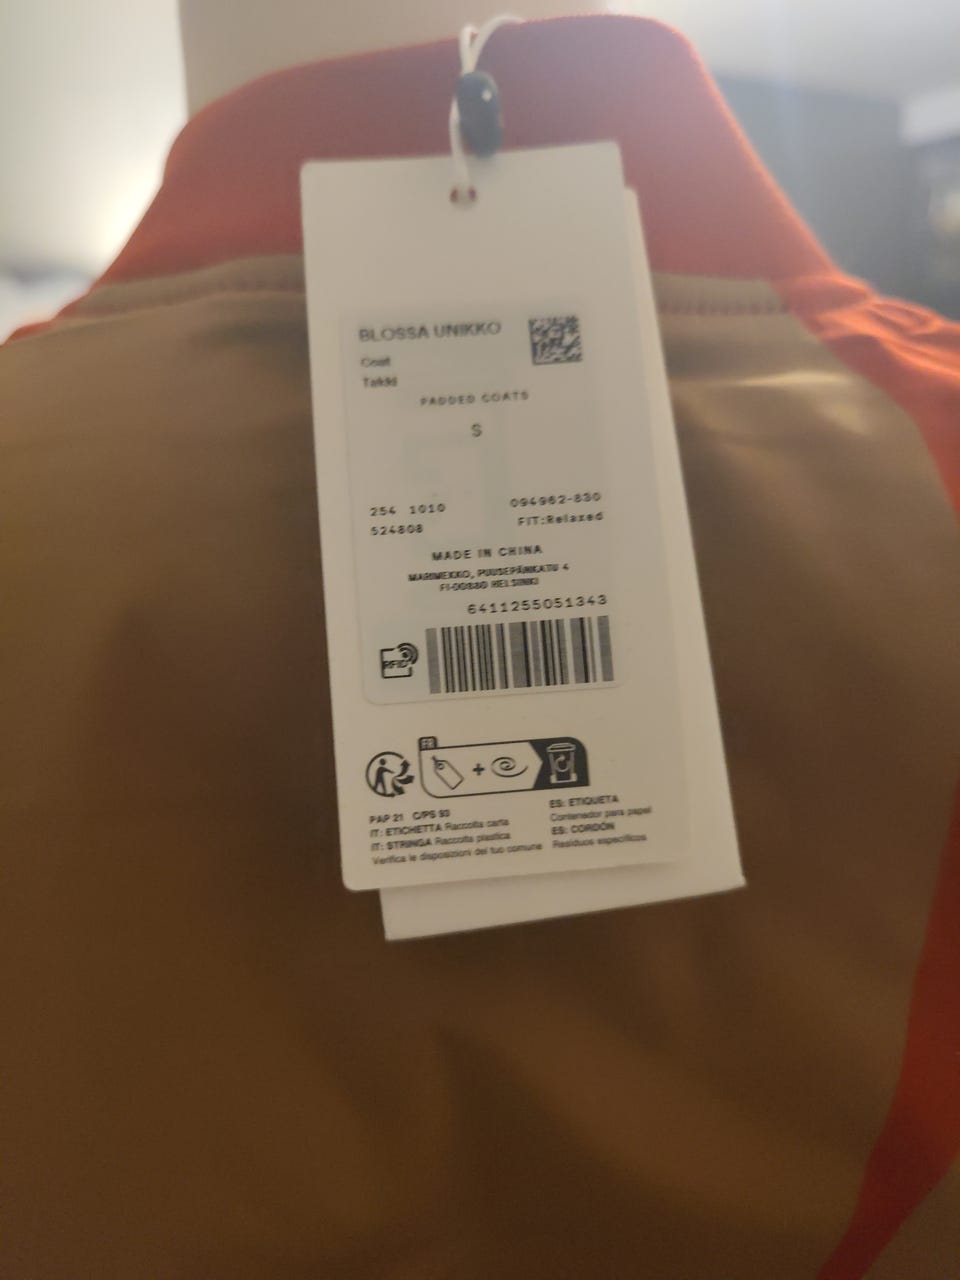 BLOSSA UNIKKO
Coat
Takki
PADDED COATS
S
254 1010
094962-830
524808
FIT:Relaxed
MADE IN CHINA
MARIMEKKO, PUUSEPÄNKATU 4
FI-00880 HELSINKI
6411255051343
RFID
FR
+
PAP 21 C/PS 93
IT: ETICHETTA Raccolta carta
IT: STRINGA Raccolta plastica
Verifica le disposizioni del tuo comune
ES: ETIQUETA
Contenedor para papel
ES: CORDÓN
Residuos específicos